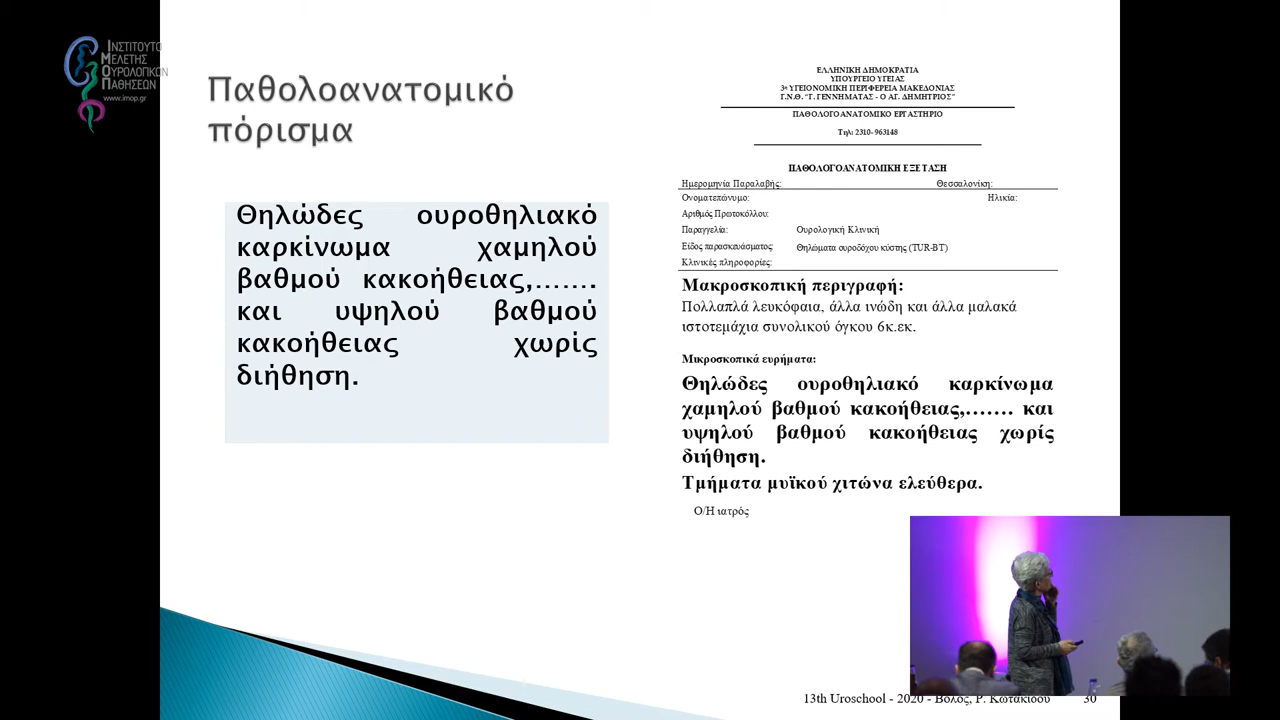 ΙΝΣΤΙΤΟΥΤΟ
ΜΕΛΕΤΗΣ
ΟΥΡΟΛΟΓΙΚΩΝ
ΠΑΘΗΣΕΩΝ
www.imop.gr
Παθολοανατομικό
πόρισμα
Θηλώδες ουροθηλιακό
καρκίνωμα χαμηλού
βαθμού κακοήθειας,.......
και υψηλού βαθμού
κακοήθειας χωρίς
διήθηση.
ΕΛΛΗΝΙΚΗ ΔΗΜΟΚΡΑΤΙΑ
ΥΠΟΥΡΓΕΙΟ ΥΓΕΙΑΣ
3η ΥΓΕΙΟΝΟΜΙΚΗ ΠΕΡΙΦΕΡΕΙΑ ΜΑΚΕΔΟΝΙΑΣ
Γ.Ν.Θ. "Γ. ΓΕΝΝΗΜΑΤΑΣ - Ο ΑΓ. ΔΗΜΗΤΡΙΟΣ"
ΠΑΘΟΛΟΓΟΑΝΑΤΟΜΙΚΟ ΕΡΓΑΣΤΗΡΙΟ
Τηλ: 2310- 963148
ΠΑΘΟΛΟΓΟΑΝΑΤΟΜΙΚΗ ΕΞΕΤΑΣΗ
Ημερομηνία Παραλαβής: Θεσσαλονίκη:
Ονοματεπώνυμο: Ηλικία:
Αριθμός Πρωτοκόλλου:
Παραγγελία: Ουρολογική Κλινική
Είδος παρασκευάσματος: Θηλώματα ουροδόχου κύστης (TUR-BT)
Κλινικές πληροφορίες:
Μακροσκοπική περιγραφή:
Πολλαπλά λευκόφαια, άλλα ινώδη και άλλα μαλακά
ιστοτεμάχια συνολικού όγκου 6κ.εκ.
Μικροσκοπικά ευρήματα:
Θηλώδες ουροθηλιακό καρκίνωμα
χαμηλού βαθμού κακοήθειας,....... και
υψηλού βαθμού κακοήθειας χωρίς
διήθηση.
Τμήματα μυϊκού χιτώνα ελεύθερα.
Ο/Η ιατρός
13th Uroschool - 2020 - Βόλος, Ρ. Κωτακίδου 30